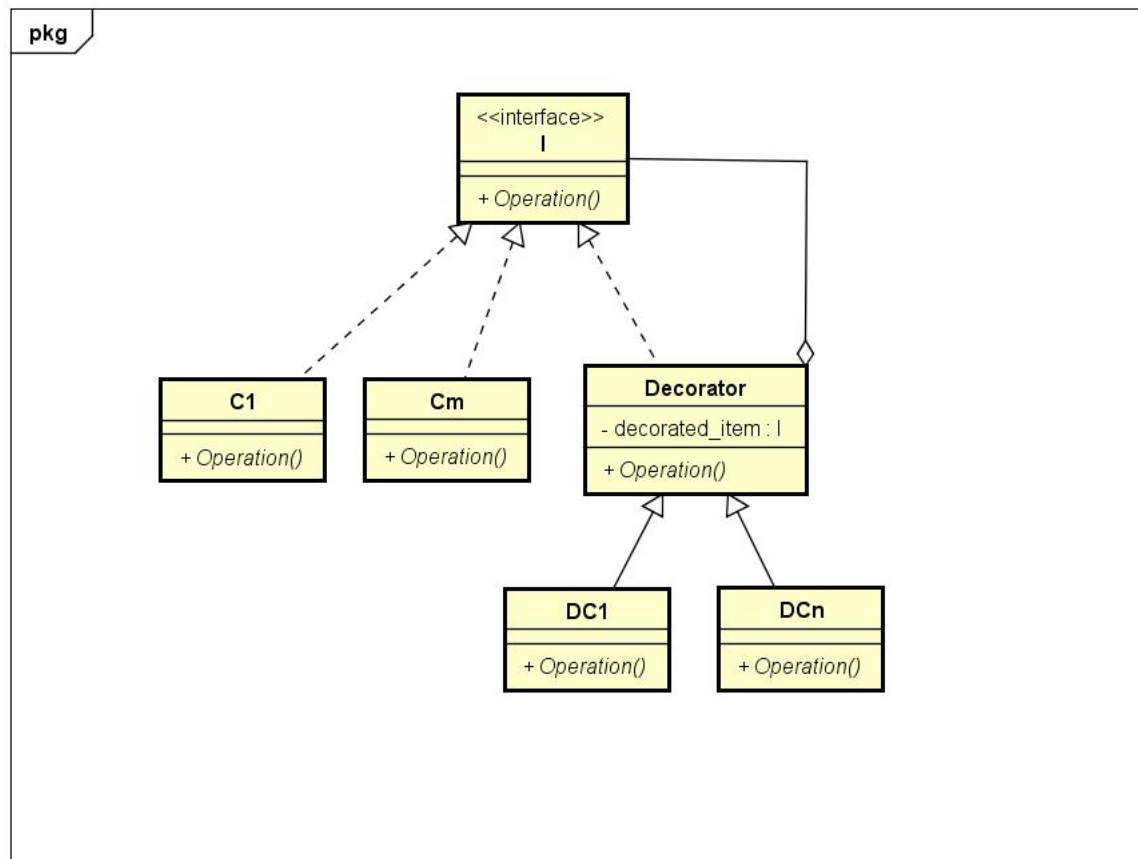 pkg
<<interface>>
I
+ Operation()
C1
+ Operation()
Cm
+ Operation()
Decorator
- decorated_item : I
+ Operation()
DC1
+ Operation()
DCn
+ Operation()